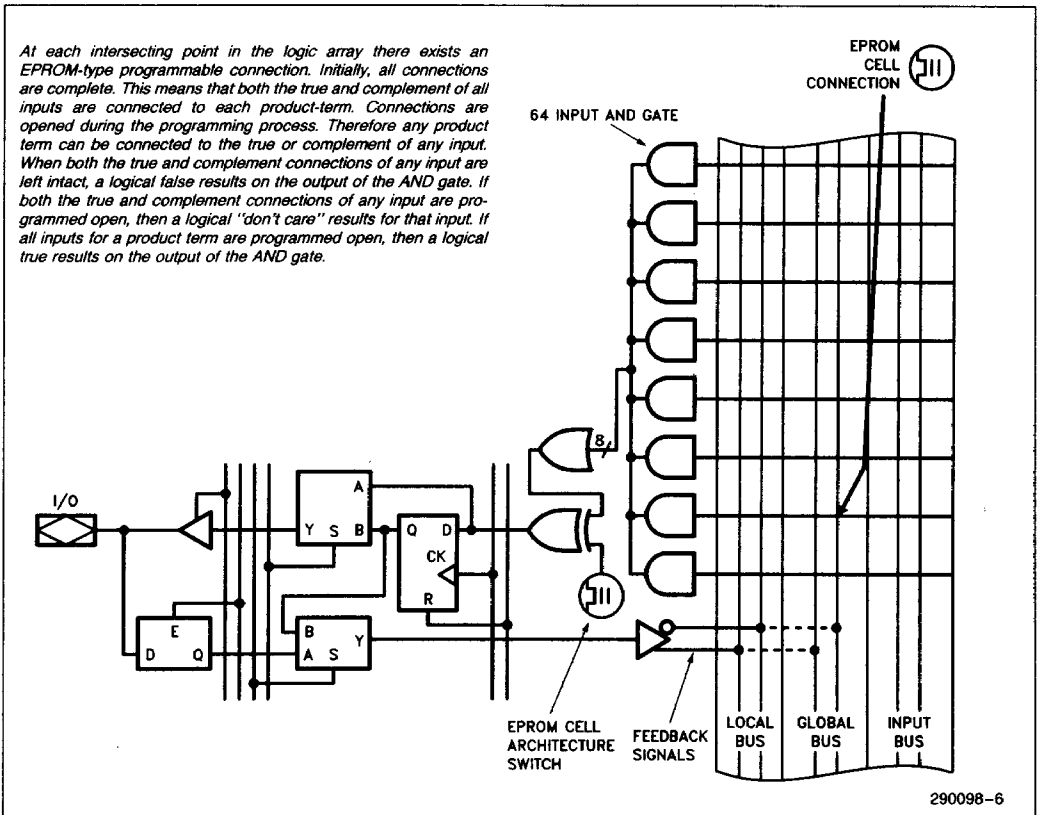 At each intersecting point in the logic array there exists an
EPROM-type programmable connection. Initially, all connections
are complete. This means that both the true and complement of all
inputs are connected to each product-term. Connections are
opened during the programming process. Therefore any product
term can be connected to the true or complement of any input.
When both the true and complement connections of any input are
left intact, a logical false results on the output of the AND gate. If
both the true and complement connections of any input are pro-
grammed open, then a logical "don't care" results for that input. If
all inputs for a product term are programmed open, then a logical
true results on the output of the AND gate.
EPROM
CELL
CONNECTION
64 INPUT AND GATE
8
I/O
A
Y S B
Q D
CK
R
E
D Q
B
A S
Y
EPROM CELL
ARCHITECTURE
SWITCH
FEEDBACK
SIGNALS
LOCAL
BUS
GLOBAL
BUS
INPUT
BUS
290098-6